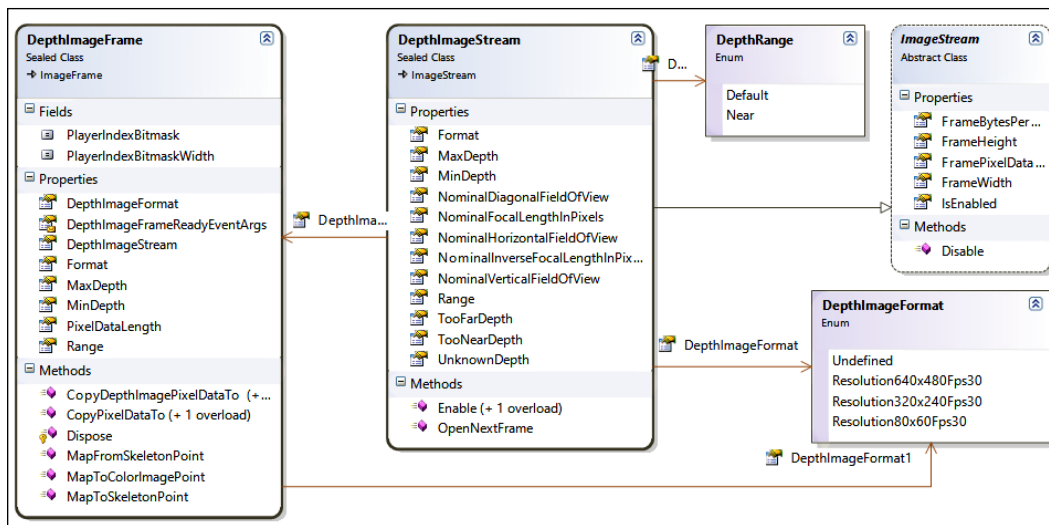 DepthImageFrame
Sealed Class
ImageFrame
Fields
PlayerIndexBitmask
PlayerIndexBitmaskWidth
Properties
DepthImageFormat
DepthImageFrameReadyEventArgs
DepthImageStream
Format
MaxDepth
MinDepth
PixelDataLength
Range
Methods
CopyDepthImagePixelDataTo (+...
CopyPixelDataTo (+ 1 overload)
Dispose
MapFromSkeletonPoint
MapToColorImagePoint
MapToSkeletonPoint
DepthIma...
DepthImageStream
Sealed Class
ImageStream
Properties
Format
MaxDepth
MinDepth
NominalDiagonalFieldOfView
NominalFocalLengthInPixels
NominalHorizontalFieldOfView
NominalInverseFocalLengthInPix...
NominalVerticalFieldOfView
Range
TooFarDepth
TooNearDepth
UnknownDepth
Methods
Enable (+ 1 overload)
OpenNextFrame
D...
DepthRange
Enum
Default
Near
ImageStream
Abstract Class
Properties
FrameBytesPer...
FrameHeight
FramePixelData...
FrameWidth
IsEnabled
Methods
Disable
DepthImageFormat
DepthImageFormat
Enum
Undefined
Resolution640x480Fps30
Resolution320x240Fps30
Resolution80x60Fps30
DepthImageFormat1